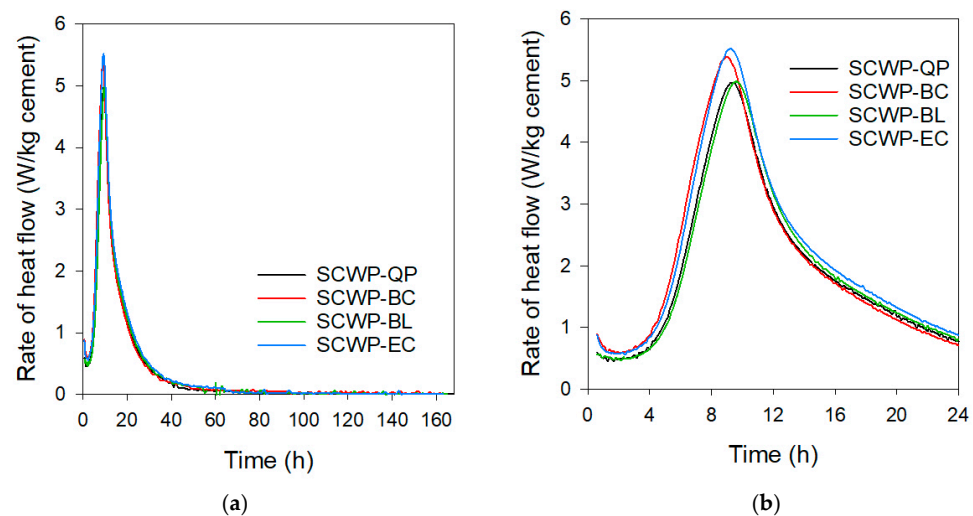 Rate of heat flow (W/kg cement)
6
5
4
3
2
1
0
SCWP-QP
SCWP-BC
SCWP-BL
SCWP-EC
0 20 40 60 80 100 120 140 160
Time (h)
(a)
Rate of heat flow (W/kg cement)
6
5
4
3
2
1
0
SCWP-QP
SCWP-BC
SCWP-BL
SCWP-EC
0 4 8 12 16 20 24
Time (h)
(b)